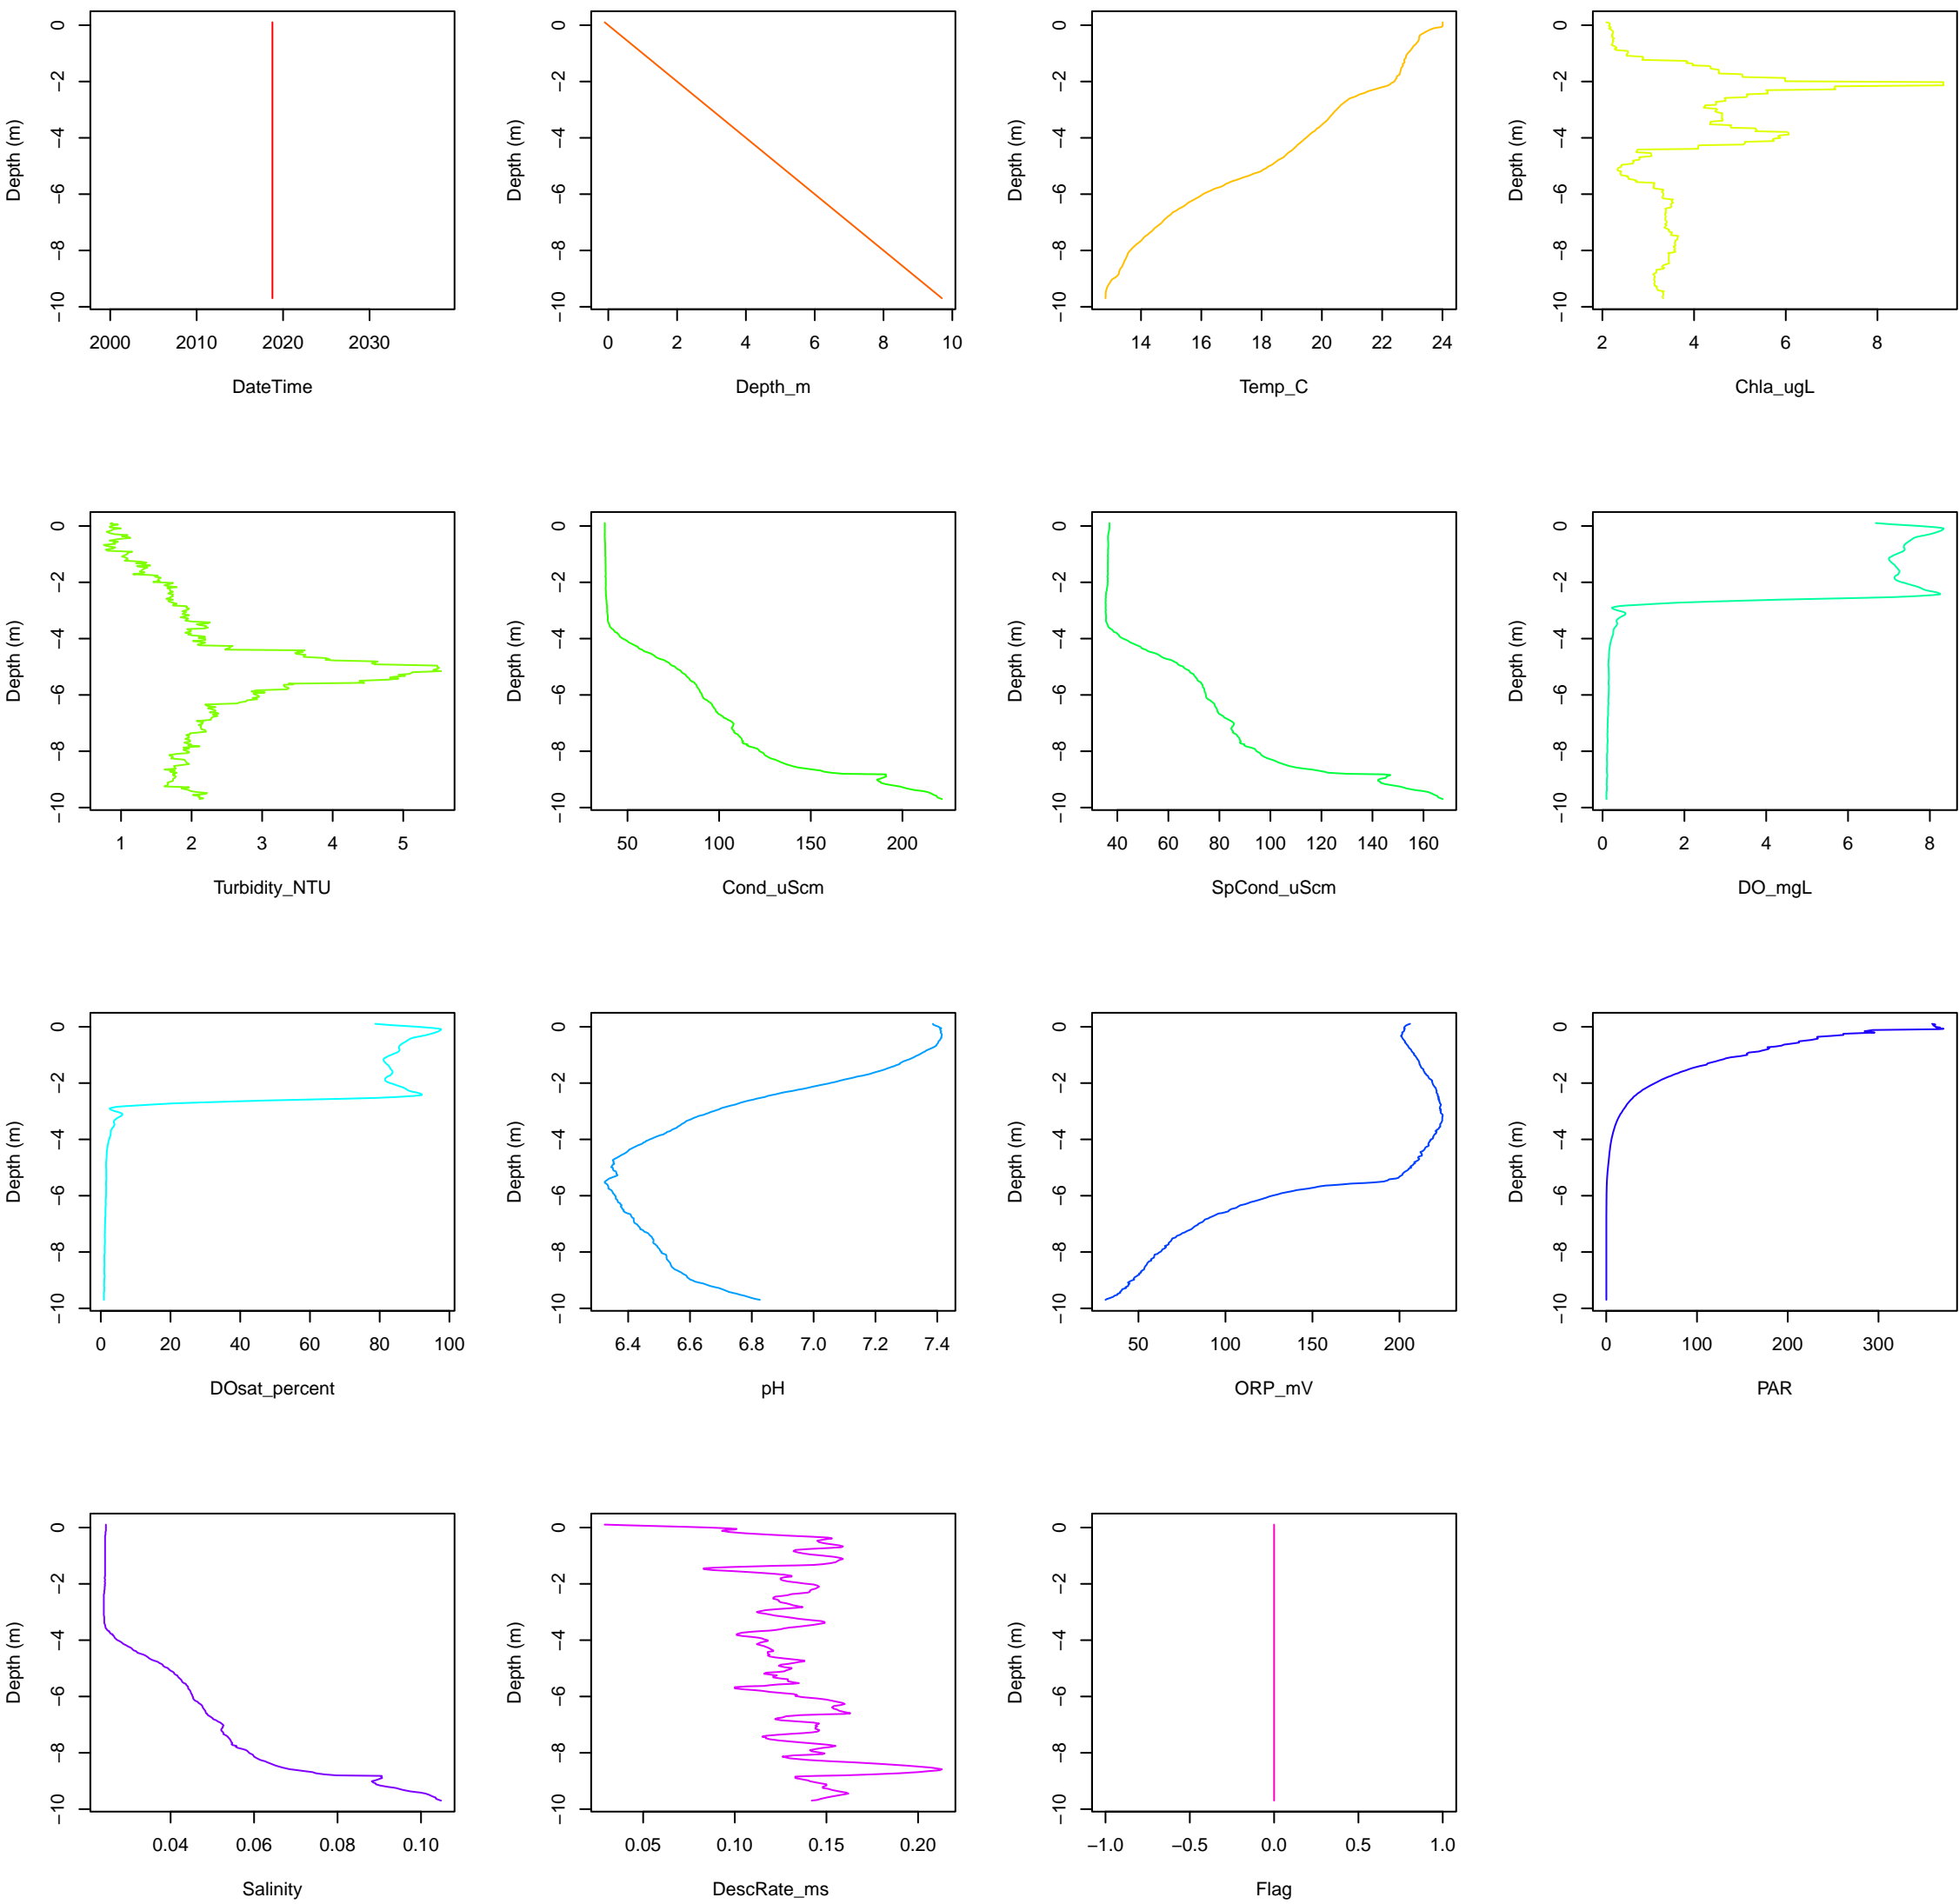 Depth (m)
0
−2
−4
−6
−8
−10
2000 2010 2020 2030
DateTime
Depth (m)
0
−2
−4
−6
−8
−10
0 2 4 6 8 10
Depth_m
Depth (m)
0
−2
−4
−6
−8
−10
14 16 18 20 22 24
Temp_C
Depth (m)
0
−2
−4
−6
−8
−10
2 4 6 8
Chla_ugL
Depth (m)
0
−2
−4
−6
−8
−10
1 2 3 4 5
Turbidity_NTU
Depth (m)
0
−2
−4
−6
−8
−10
50 100 150 200
Cond_uScm
Depth (m)
0
−2
−4
−6
−8
−10
40 60 80 100 120 140 160
SpCond_uScm
Depth (m)
0
−2
−4
−6
−8
−10
0 2 4 6 8
DO_mgL
Depth (m)
0
−2
−4
−6
−8
−10
0 20 40 60 80 100
DOsat_percent
Depth (m)
0
−2
−4
−6
−8
−10
6.4 6.6 6.8 7.0 7.2 7.4
pH
Depth (m)
0
−2
−4
−6
−8
−10
50 100 150 200
ORP_mV
Depth (m)
0
−2
−4
−6
−8
−10
0 100 200 300
PAR
Depth (m)
0
−2
−4
−6
−8
−10
0.04 0.06 0.08 0.10
Salinity
Depth (m)
0
−2
−4
−6
−8
−10
0.05 0.10 0.15 0.20
DescRate_ms
Depth (m)
0
−2
−4
−6
−8
−10
−1.0 −0.5 0.0 0.5 1.0
Flag